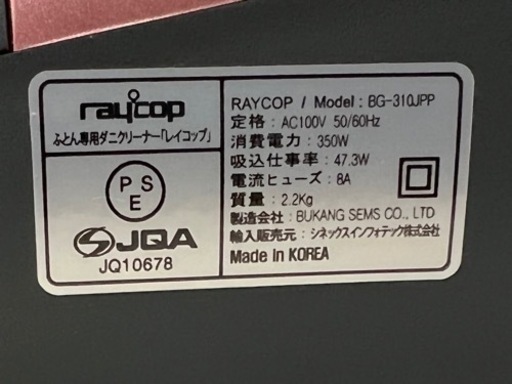 raycop
ふとん専用ダニクリーナー「レイコップ」
PS
E
JQA
JQ10678
RAYCOP / Model : BG-310JPP
定格 : AC100V 50/60Hz
消費電力 : 350W
吸込仕事率 : 47.3W
電流ヒューズ : 8A
質量 : 2.2Kg
製造会社 : BUKANG SEMS CO., LTD
輸入販売元 : シネックスインフォテック株式会社
Made in KOREA